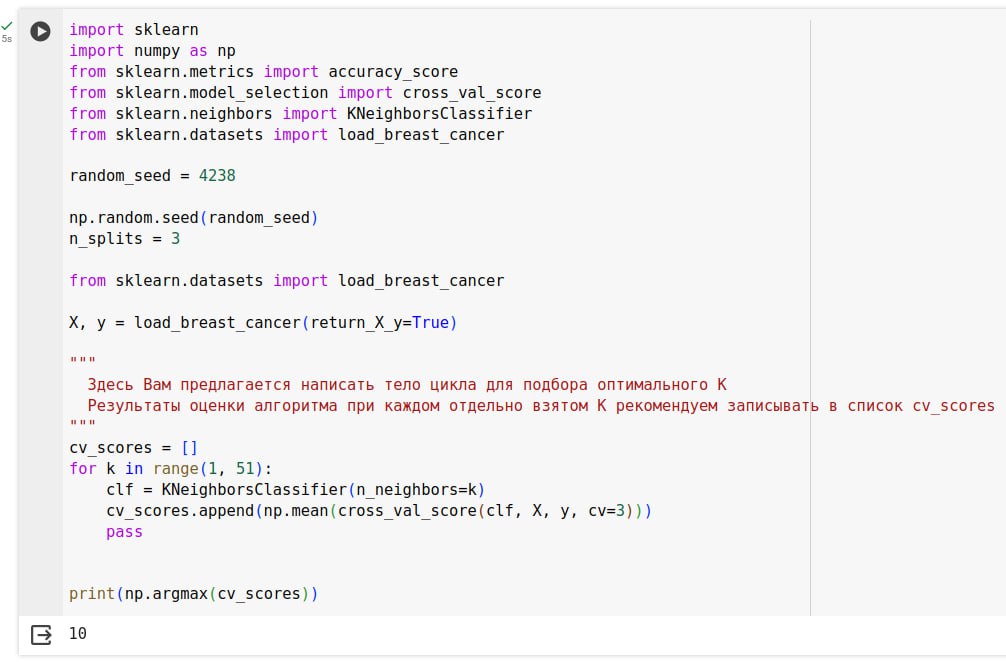 5s
import sklearn
import numpy as np
from sklearn.metrics import accuracy_score
from sklearn.model_selection import cross_val_score
from sklearn.neighbors import KNeighborsClassifier
from sklearn.datasets import load_breast_cancer
random_seed = 4238
np.random.seed(random_seed)
n_splits = 3
from sklearn.datasets import load_breast_cancer
X, y = load_breast_cancer(return_X_y=True)
"""
  Здесь Вам предлагается написать тело цикла для подбора оптимального K
  Результаты оценки алгоритма при каждом отдельно взятом K рекомендуем записывать в список cv_scores
"""
cv_scores = []
for k in range(1, 51):
    clf = KNeighborsClassifier(n_neighbors=k)
    cv_scores.append(np.mean(cross_val_score(clf, X, y, cv=3)))
    pass
print(np.argmax(cv_scores))
10